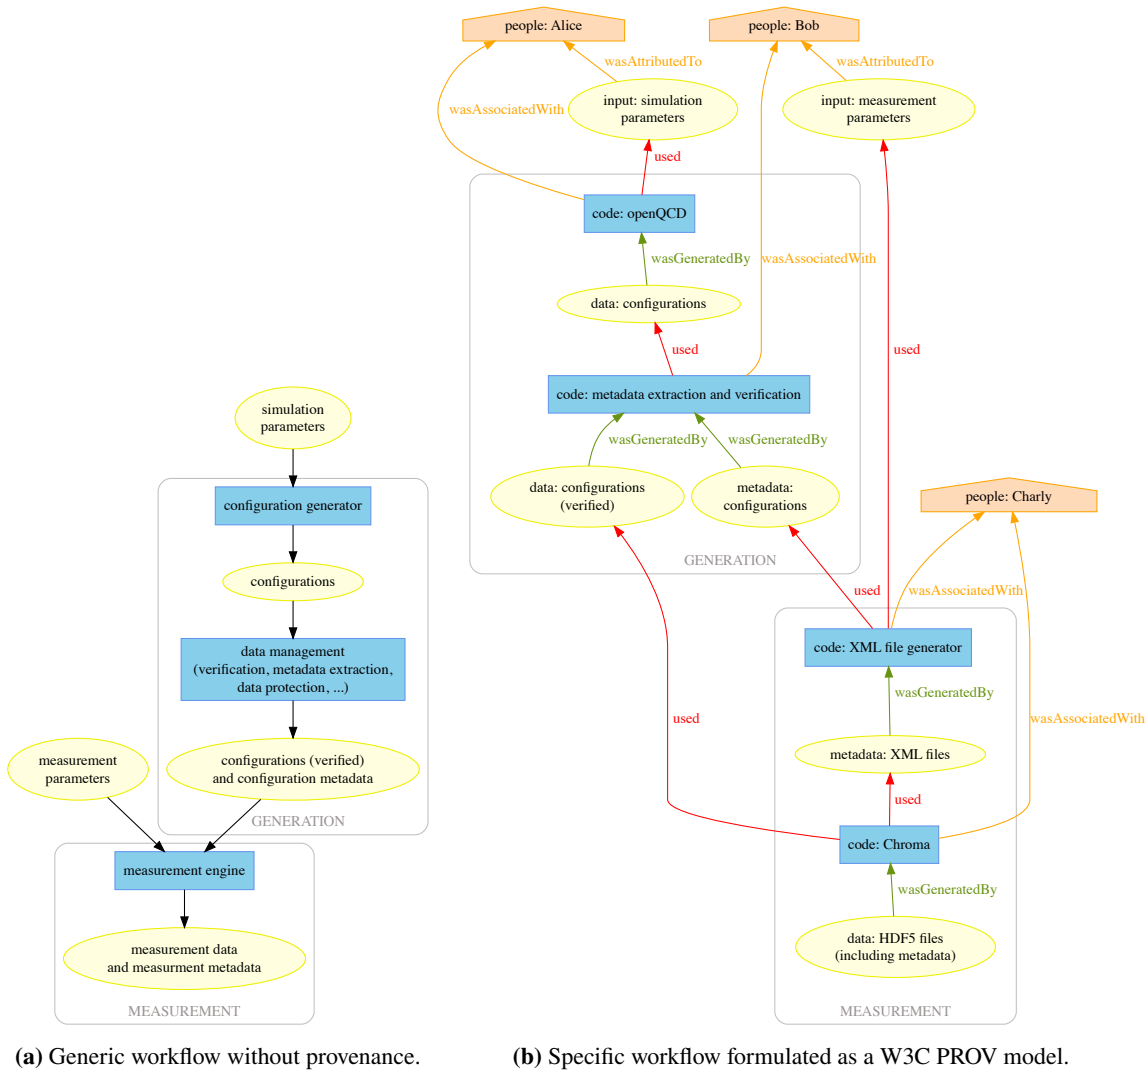 simulation
parameters
configuration generator
configurations
data management
(verification, metadata extraction,
data protection, ...)
measurement
parameters
configurations (verified)
and configuration metadata
GENERATION
measurement engine
measurement data
and measurment metadata
MEASUREMENT
(a) Generic workflow without provenance.
people: Alice
people: Bob
wasAttributedTo
wasAttributedTo
wasAssociatedWith
input: simulation
parameters
input: measurement
parameters
used
code: openQCD
wasGeneratedBy
wasAssociatedWith
data: configurations
used
used
code: metadata extraction and verification
wasGeneratedBy
wasGeneratedBy
data: configurations
(verified)
metadata:
configurations
people: Charly
GENERATION
used
wasAssociatedWith
code: XML file generator
wasGeneratedBy
used
wasAssociatedWith
metadata: XML files
used
code: Chroma
wasGeneratedBy
data: HDF5 files
(including metadata)
MEASUREMENT
(b) Specific workflow formulated as a W3C PROV model.